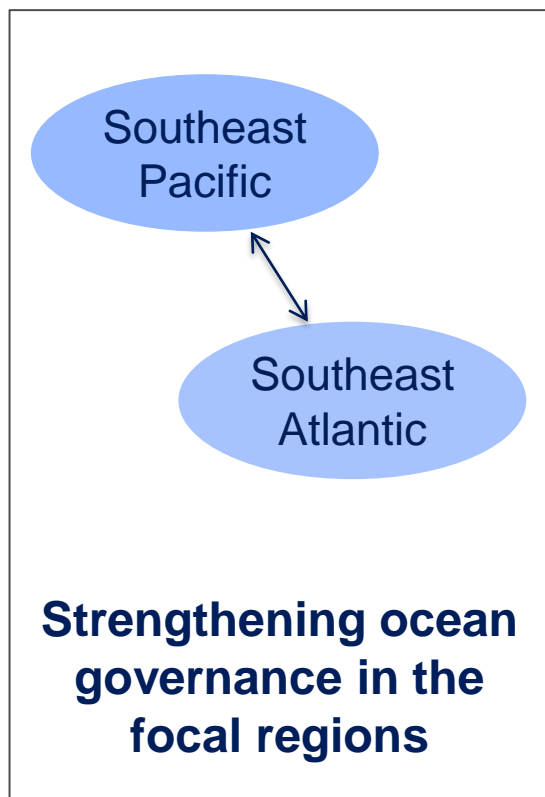 Southeast
Pacific
Southeast
Atlantic
Strengthening ocean
governance in the
focal regions